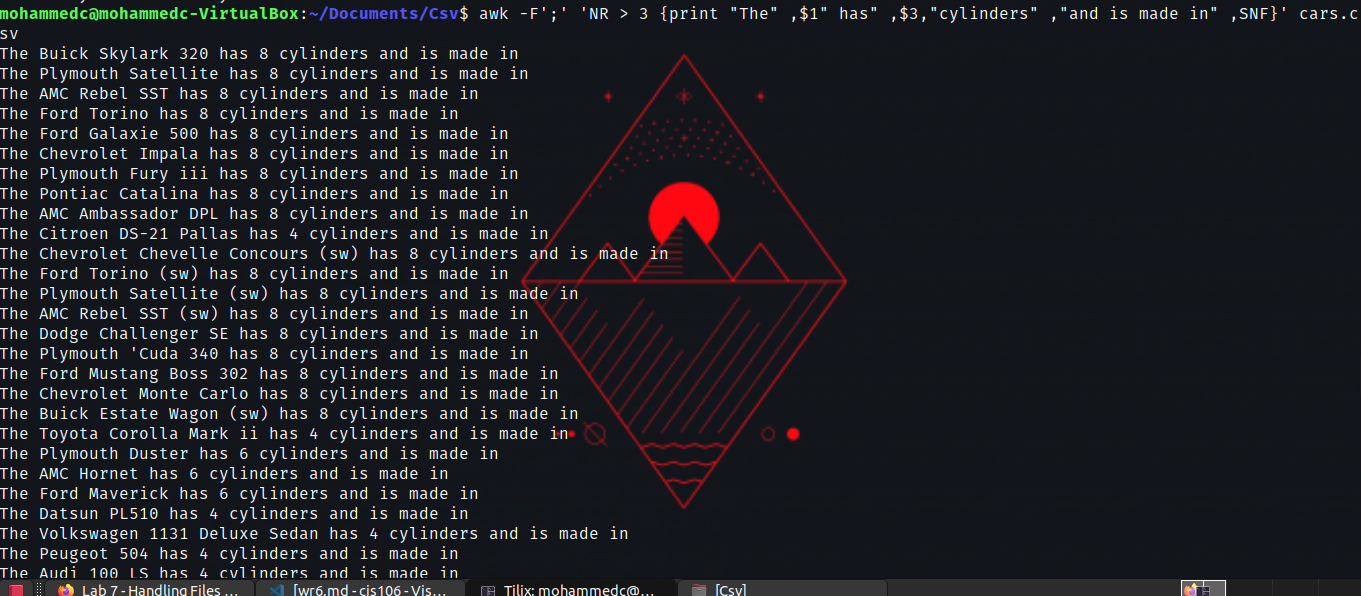 mohammedc@mohammedc-VirtualBox:~/Documents/Csv$ awk -F';' 'NR > 3 {print "The" ,$1" has" ,$3,"cylinders" ,"and is made in" ,SNF}' cars.c
sv
The Buick Skylark 320 has 8 cylinders and is made in
The Plymouth Satellite has 8 cylinders and is made in
The AMC Rebel SST has 8 cylinders and is made in
The Ford Torino has 8 cylinders and is made in
The Ford Galaxie 500 has 8 cylinders and is made in
The Chevrolet Impala has 8 cylinders and is made in
The Plymouth Fury iii has 8 cylinders and is made in
The Pontiac Catalina has 8 cylinders and is made in
The AMC Ambassador DPL has 8 cylinders and is made in
The Citroen DS-21 Pallas has 4 cylinders and is made in
The Chevrolet Chevelle Concours (sw) has 8 cylinders and is made in
The Ford Torino (sw) has 8 cylinders and is made in
The Plymouth Satellite (sw) has 8 cylinders and is made in
The AMC Rebel SST (sw) has 8 cylinders and is made in
The Dodge Challenger SE has 8 cylinders and is made in
The Plymouth 'Cuda 340 has 8 cylinders and is made in
The Ford Mustang Boss 302 has 8 cylinders and is made in
The Chevrolet Monte Carlo has 8 cylinders and is made in
The Buick Estate Wagon (sw) has 8 cylinders and is made in
The Toyota Corolla Mark ii has 4 cylinders and is made in
The Plymouth Duster has 6 cylinders and is made in
The AMC Hornet has 6 cylinders and is made in
The Ford Maverick has 6 cylinders and is made in
The Datsun PL510 has 4 cylinders and is made in
The Volkswagen 1131 Deluxe Sedan has 4 cylinders and is made in
The Peugeot 504 has 4 cylinders and is made in
The Audi 100 LS has 4 cylinders and is made in
Lab 7 - Handling Files ... [wr6.md - cis106 - Vis... Tilix: mohammedc@... [Csv]